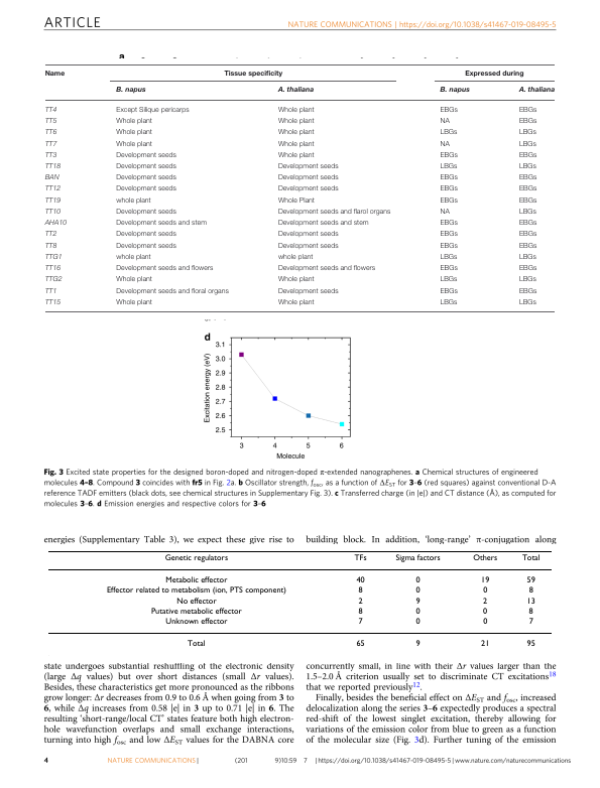 ARTICLE
NATURE COMMUNICATIONS | https://doi.org/10.1038/s41467-019-08495-5
a
Name Tissue specificity Expressed during
B. napus A. thaliana B. napus A. thaliana
TT4 Except Silique pericarps Whole plant EBGs EBGs
TT5 Whole plant Whole plant NA EBGs
TT6 Whole plant Whole plant LBGs LBGs
TT7 Whole plant Whole plant NA LBGs
TT3 Development seeds Whole plant EBGs EBGs
TT18 Development seeds Development seeds LBGs LBGs
BAN Development seeds Development seeds EBGs EBGs
TT12 Development seeds Development seeds EBGs EBGs
TT19 whole plant Whole Plant EBGs EBGs
TT10 Development seeds Development seeds and flarol organs NA LBGs
AHA10 Development seeds and stem Development seeds and stem EBGs EBGs
TT2 Development seeds Development seeds EBGs EBGs
TT8 Development seeds Development seeds EBGs EBGs
TTG1 whole plant whole plant LBGs LBGs
TT16 Development seeds and flowers Development seeds and flowers EBGs EBGs
TTG2 Whole plant Whole plant LBGs LBGs
TT1 Development seeds and floral organs Development seeds EBGs EBGs
TT15 Whole plant Whole plant LBGs LBGs
d
Excitation energy (eV)
3.1
3.0
2.9
2.8
2.7
2.6
2.5
3 4 5 6
Molecule
Fig. 3 Excited state properties for the designed boron-doped and nitrogen-doped π-extended nanographenes. a Chemical structures of engineered
molecules 4–8. Compound 3 coincides with fr5 in Fig. 2a. b Oscillator strength, fosc, as a function of ΔEST for 3–6 (red squares) against conventional D-A
reference TADF emitters (black dots, see chemical structures in Supplementary Fig. 3). c Transferred charge (in |e|) and CT distance (Å), as computed for
molecules 3–6. d Emission energies and respective colors for 3–6
energies (Supplementary Table 3), we expect these give rise to
building block. In addition, 'long-range' π-conjugation along
Genetic regulators TFs Sigma factors Others Total
Metabolic effector 40 0 19 59
Effector related to metabolism (ion, PTS component) 8 0 0 8
No effector 2 9 2 13
Putative metabolic effector 8 0 0 8
Unknown effector 7 0 0 7
Total 65 9 21 95
state undergoes substantial reshuffling of the electronic density
(large Δq values) but over short distances (small Δr values).
Besides, these characteristics get more pronounced as the ribbons
grow longer: Δr decreases from 0.9 to 0.6 Å when going from 3 to
6, while Δq increases from 0.58 |e| in 3 up to 0.71 |e| in 6. The
resulting 'short-range/local CT' states feature both high electron-
hole wavefunction overlaps and small exchange interactions,
turning into high fosc and low ΔEST values for the DABNA core
concurrently small, in line with their Δr values larger than the
1.5–2.0 Å criterion usually set to discriminate CT excitations18
that we reported previously12.
Finally, besides the beneficial effect on ΔEST and fosc, increased
delocalization along the series 3–6 expectedly produces a spectral
red-shift of the lowest singlet excitation, thereby allowing for
variations of the emission color from blue to green as a function
of the molecular size (Fig. 3d). Further tuning of the emission
4 NATURE COMMUNICATIONS | (201 9)10:59 7 | https://doi.org/10.1038/s41467-019-08495-5 | www.nature.com/naturecommunications